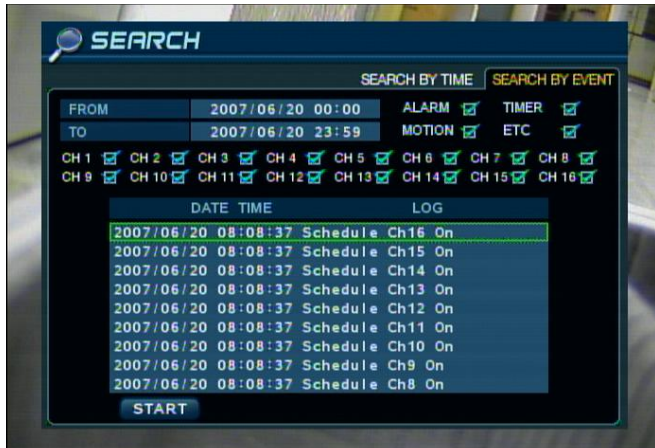 SEARCH
SEARCH BY TIME SEARCH BY EVENT
FROM 2007/06/20 00:00 ALARM TIMER
TO 2007/06/20 23:59 MOTION ETC
CH 1 CH 2 CH 3 CH 4 CH 5 CH 6 CH 7 CH 8
CH 9 CH 10 CH 11 CH 12 CH 13 CH 14 CH 15 CH 16
DATE TIME LOG
2007/06/20 08:08:37 Schedule Ch16 On
2007/06/20 08:08:37 Schedule Ch15 On
2007/06/20 08:08:37 Schedule Ch14 On
2007/06/20 08:08:37 Schedule Ch13 On
2007/06/20 08:08:37 Schedule Ch12 On
2007/06/20 08:08:37 Schedule Ch11 On
2007/06/20 08:08:37 Schedule Ch10 On
2007/06/20 08:08:37 Schedule Ch9 On
2007/06/20 08:08:37 Schedule Ch8 On
START